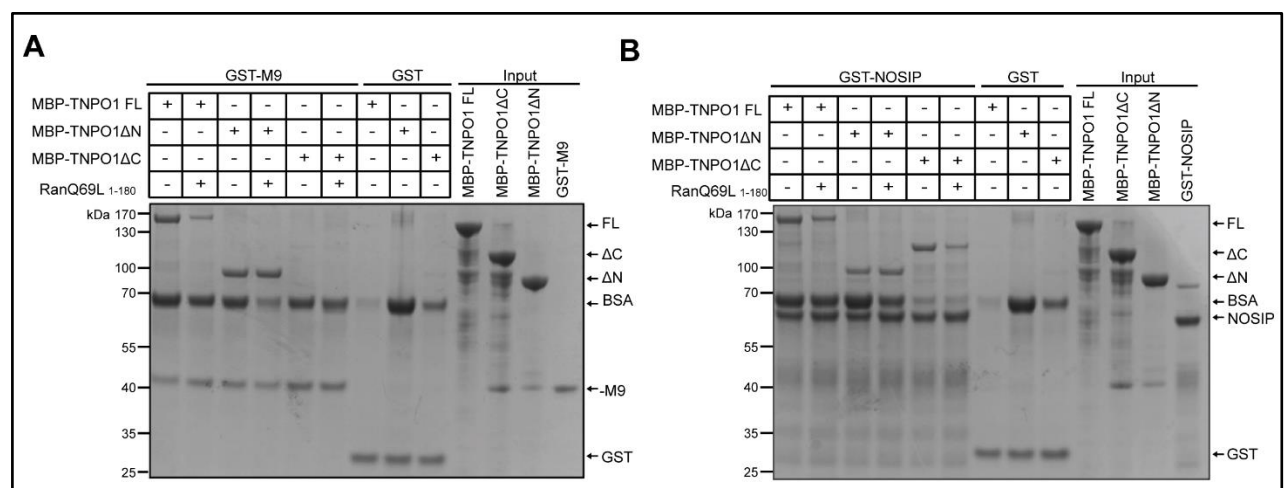 A
GST-M9 GST Input
MBP-TNPO1 FL + + - - - - + - -
MBP-TNPO1ΔN - - + + - - - + -
MBP-TNPO1ΔC - - - - + + - - +
RanQ69L 1-180 - + - + - + - - -
MBP-TNPO1 FL
MBP-TNPO1ΔC
MBP-TNPO1ΔN
GST-M9
kDa 170
130
100
70
55
40
35
25
FL
ΔC
ΔN
BSA
-M9
GST
B
GST-NOSIP GST Input
MBP-TNPO1 FL + + - - - - + - -
MBP-TNPO1ΔN - - + + - - - + -
MBP-TNPO1ΔC - - - - + + - - +
RanQ69L 1-180 - + - + - + - - -
MBP-TNPO1 FL
MBP-TNPO1ΔC
MBP-TNPO1ΔN
GST-NOSIP
kDa 170
130
100
70
55
40
35
25
FL
ΔC
ΔN
BSA
NOSIP
GST